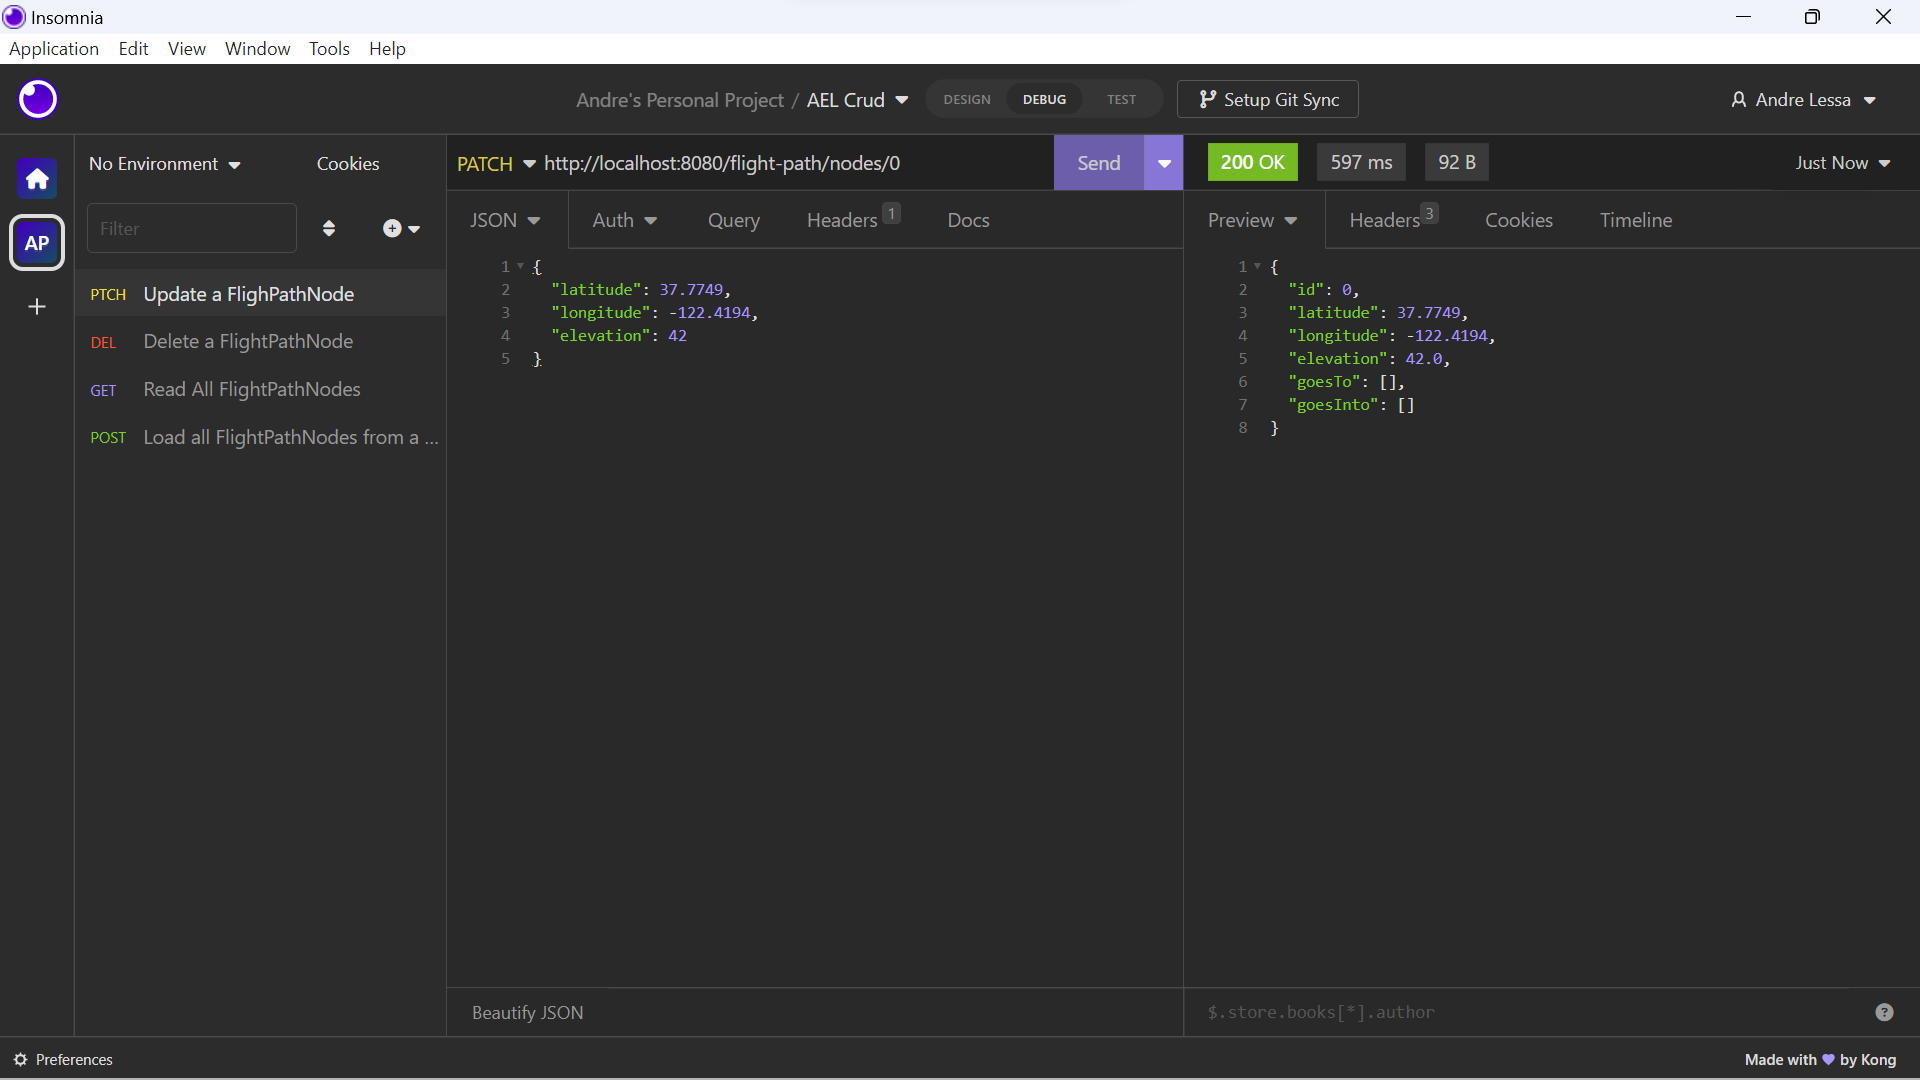 Insomnia
Application Edit View Window Tools Help
Andre's Personal Project / AEL Crud DESIGN DEBUG TEST Setup Git Sync Andre Lessa
No Environment Cookies
PATCH http://localhost:8080/flight-path/nodes/0 Send 200 OK 597 ms 92 B Just Now
AP
Filter
JSON Auth Query Headers 1 Docs
Preview Headers 3 Cookies Timeline
PTCH Update a FlighPathNode
DEL Delete a FlightPathNode
GET Read All FlightPathNodes
POST Load all FlightPathNodes from a ...
1 {
2 "latitude": 37.7749,
3 "longitude": -122.4194,
4 "elevation": 42
5 }
1 {
2 "id": 0,
3 "latitude": 37.7749,
4 "longitude": -122.4194,
5 "elevation": 42.0,
6 "goesTo": [],
7 "goesInto": []
8 }
Beautify JSON
$.store.books[*].author
Preferences
Made with 💜 by Kong